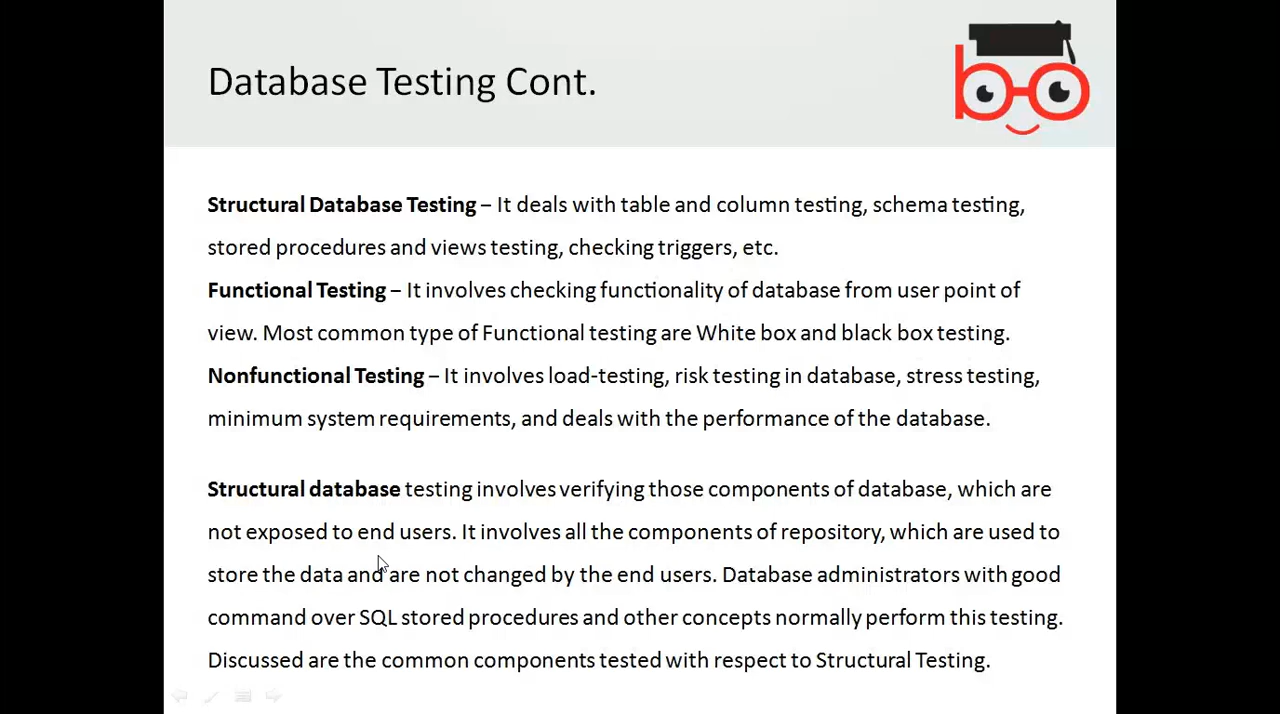 Database Testing Cont.
Structural Database Testing – It deals with table and column testing, schema testing,
stored procedures and views testing, checking triggers, etc.
Functional Testing – It involves checking functionality of database from user point of
view. Most common type of Functional testing are White box and black box testing.
Nonfunctional Testing – It involves load-testing, risk testing in database, stress testing,
minimum system requirements, and deals with the performance of the database.
Structural database testing involves verifying those components of database, which are
not exposed to end users. It involves all the components of repository, which are used to
store the data and are not changed by the end users. Database administrators with good
command over SQL stored procedures and other concepts normally perform this testing.
Discussed are the common components tested with respect to Structural Testing.